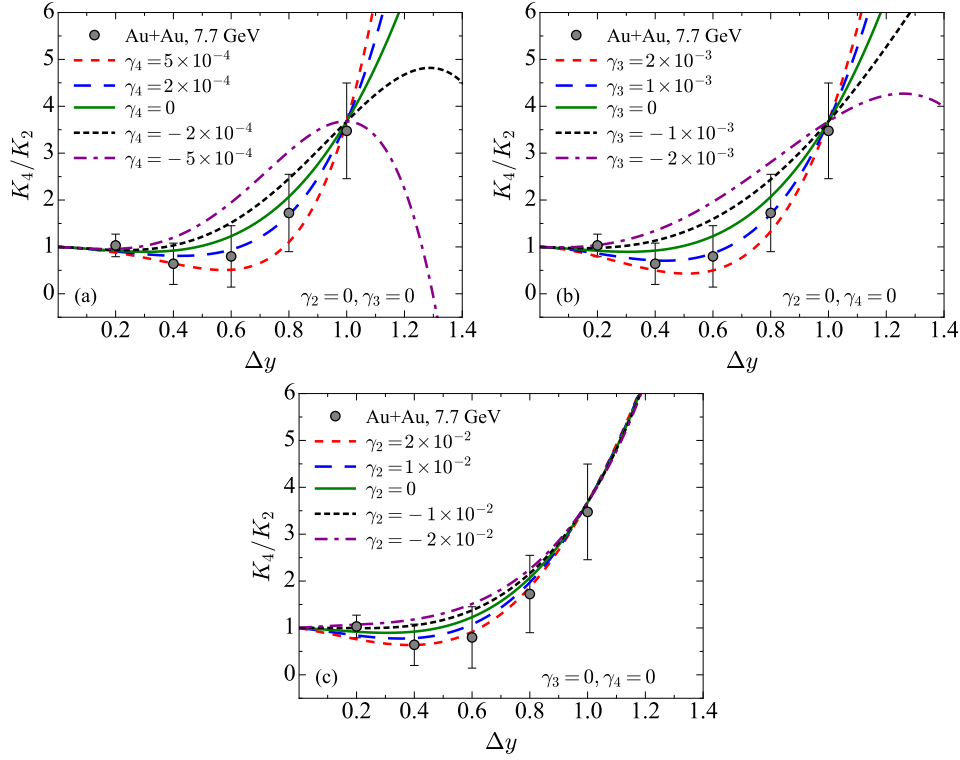 6
5
4
3
2
1
0
K₄/K₂
Au+Au, 7.7 GeV
γ₄ = 5×10⁻⁴
γ₄ = 2×10⁻⁴
γ₄ = 0
γ₄ = −2×10⁻⁴
γ₄ = −5×10⁻⁴
(a)
γ₂ = 0, γ₃ = 0
0.2 0.4 0.6 0.8 1.0 1.2 1.4
Δy
6
5
4
3
2
1
0
K₄/K₂
Au+Au, 7.7 GeV
γ₃ = 2×10⁻³
γ₃ = 1×10⁻³
γ₃ = 0
γ₃ = −1×10⁻³
γ₃ = −2×10⁻³
(b)
γ₂ = 0, γ₄ = 0
0.2 0.4 0.6 0.8 1.0 1.2 1.4
Δy
6
5
4
3
2
1
0
K₄/K₂
Au+Au, 7.7 GeV
γ₂ = 2×10⁻²
γ₂ = 1×10⁻²
γ₂ = 0
γ₂ = −1×10⁻²
γ₂ = −2×10⁻²
(c)
γ₃ = 0, γ₄ = 0
0.2 0.4 0.6 0.8 1.0 1.2 1.4
Δy